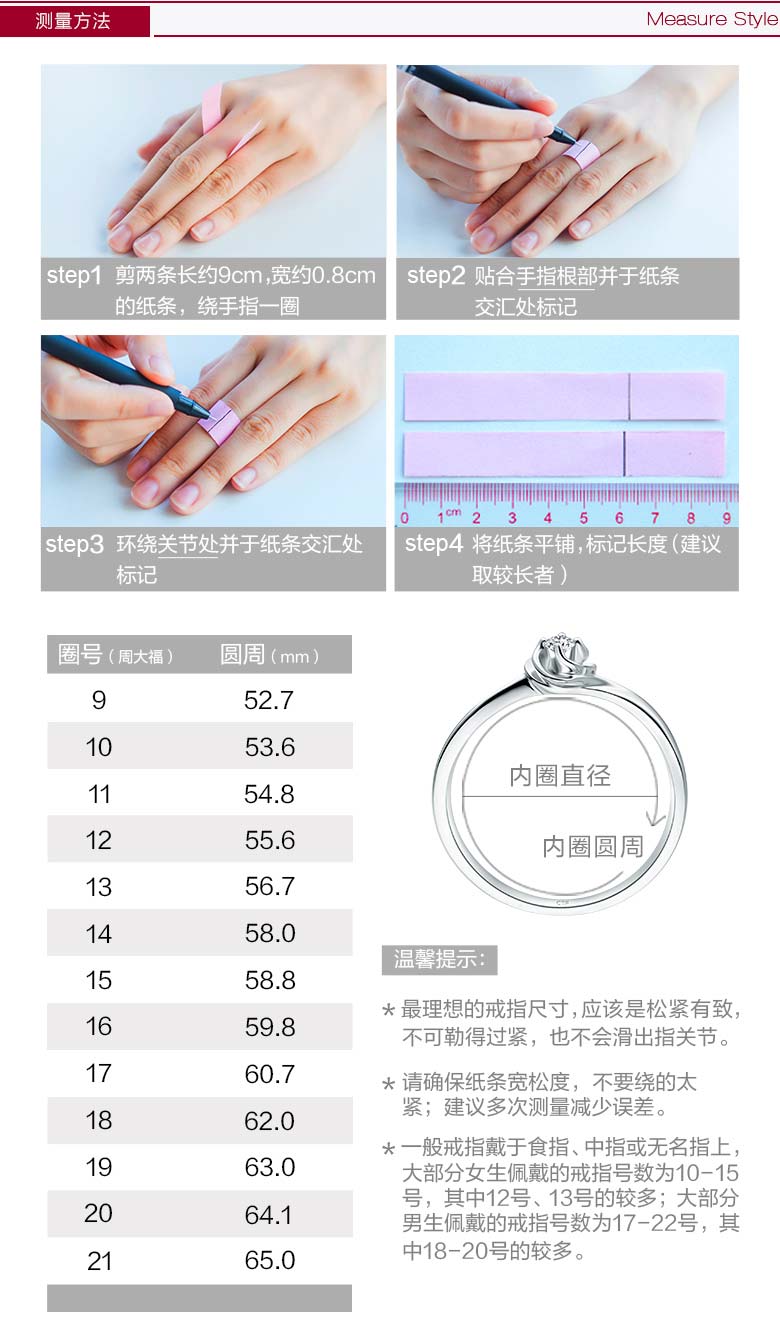 测量方法
Measure Style
step1 剪两条长约9cm,宽约0.8cm
的纸条，绕手指一圈
step2 贴合手指根部并于纸条
交汇处标记
step3 环绕关节处并于纸条交汇处
标记
0 1cm 2 3 4 5 6 7 8 9
step4 将纸条平铺,标记长度(建议
取较长者)
圈号(周大福) 圆周(mm)
9 52.7
10 53.6
11 54.8
12 55.6
13 56.7
14 58.0
15 58.8
16 59.8
17 60.7
18 62.0
19 63.0
20 64.1
21 65.0
内圈直径
内圈圆周
温馨提示:
* 最理想的戒指尺寸,应该是松紧有致,
不可勒得过紧，也不会滑出指关节。
* 请确保纸条宽松度，不要绕的太
紧；建议多次测量减少误差。
* 一般戒指戴于食指、中指或无名指上,
大部分女生佩戴的戒指号数为10-15
号，其中12号、13号的较多；大部分
男生佩戴的戒指号数为17-22号，其
中18-20号的较多。